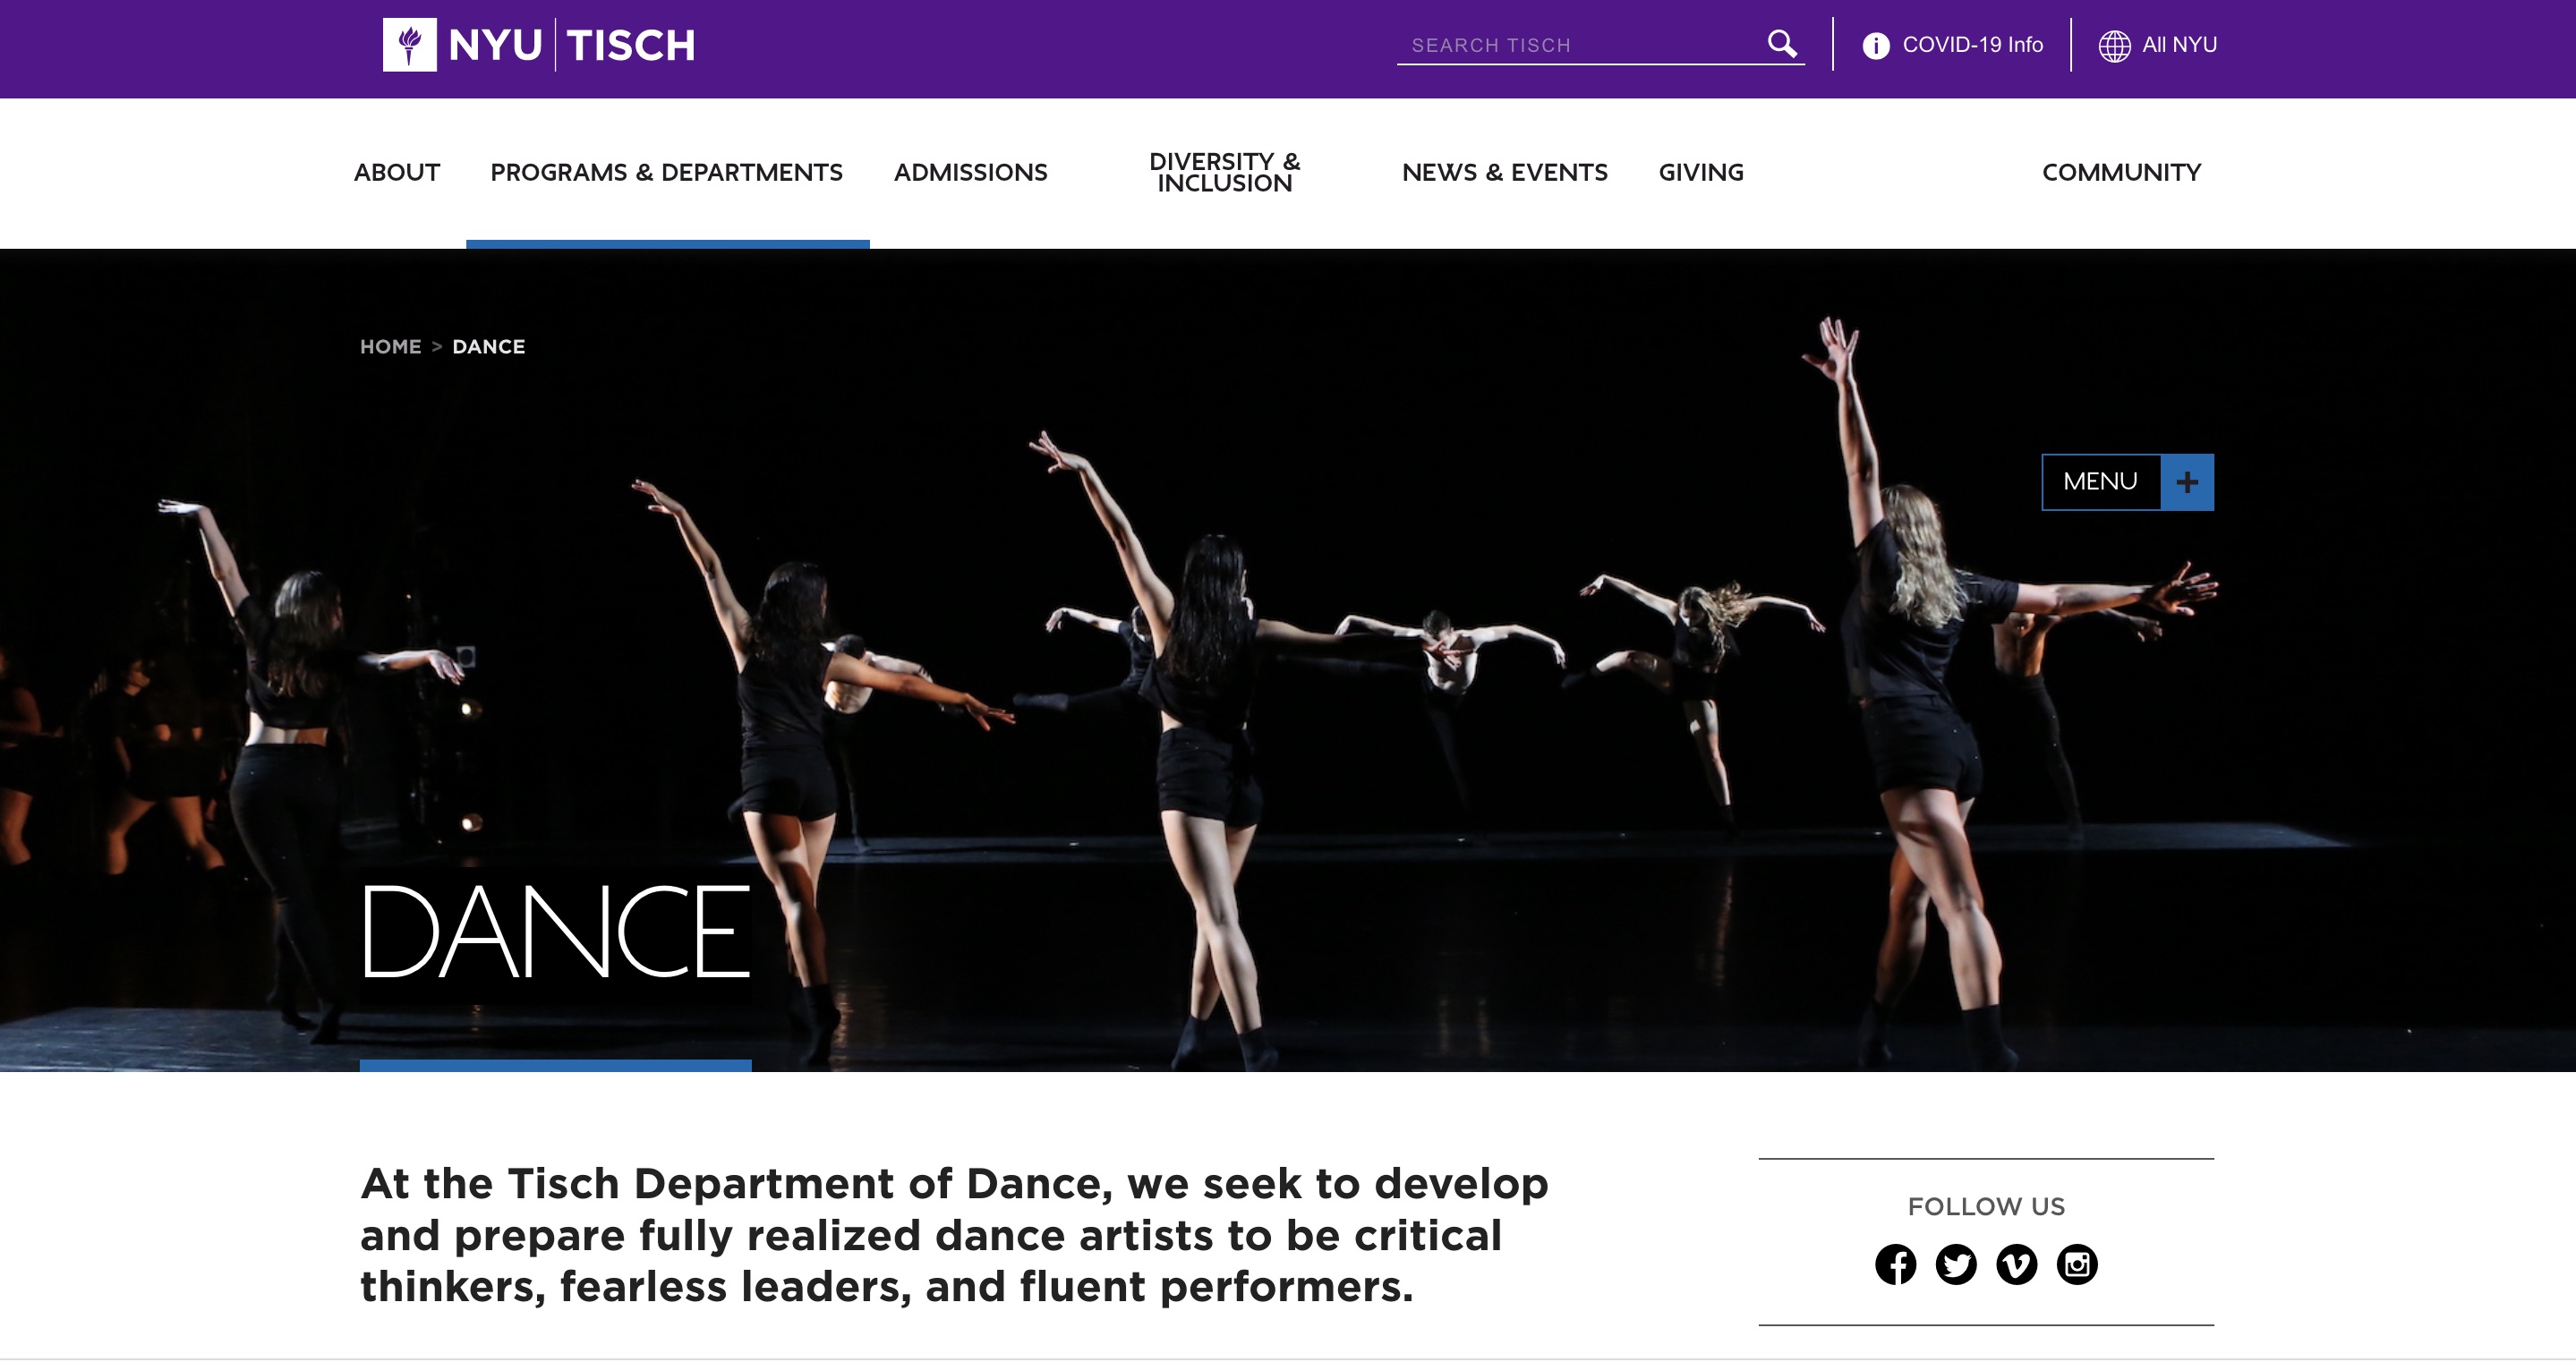 NYU TISCH
SEARCH TISCH
COVID-19 Info
All NYU
ABOUT
PROGRAMS & DEPARTMENTS
ADMISSIONS
DIVERSITY &
INCLUSION
NEWS & EVENTS
GIVING
COMMUNITY
HOME > DANCE
MENU +
DANCE
At the Tisch Department of Dance, we seek to develop
and prepare fully realized dance artists to be critical
thinkers, fearless leaders, and fluent performers.
FOLLOW US